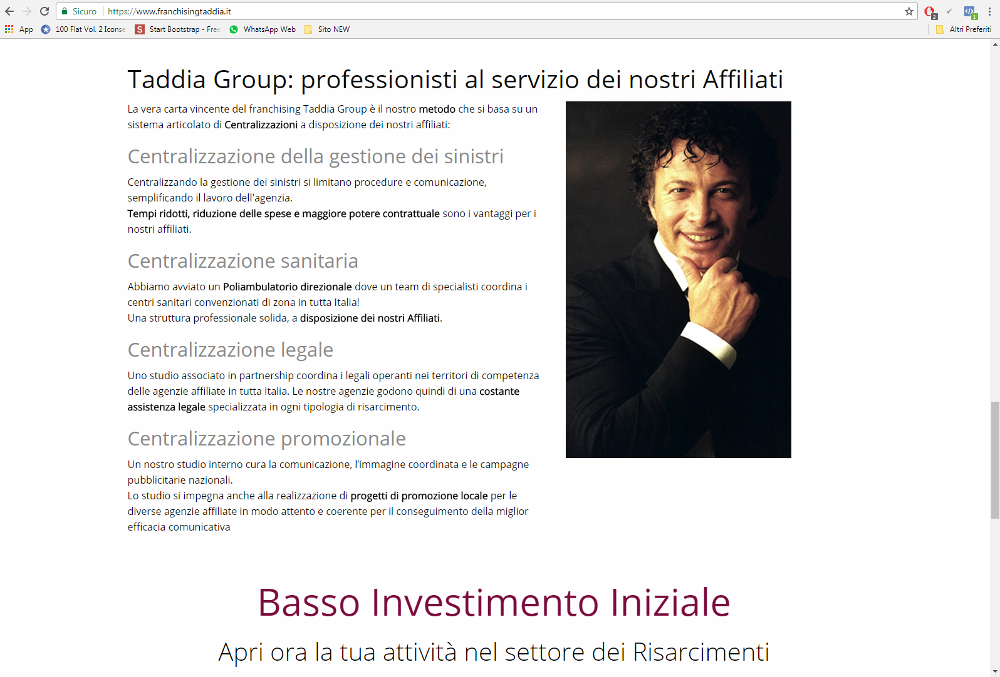 Sicuro
https://www.franchisingtaddia.it
2
1
App
100 Flat Vol. 2 Iconse
S
Start Bootstrap - Free
WhatsApp Web
Sito NEW
Altri Preferiti
Taddia Group: professionisti al servizio dei nostri Affiliati
La vera carta vincente del franchising Taddia Group è il nostro metodo che si basa su un
sistema articolato di Centralizzazioni a disposizione dei nostri affiliati:
Centralizzazione della gestione dei sinistri
Centralizzando la gestione dei sinistri si limitano procedure e comunicazione,
semplificando il lavoro dell'agenzia.
Tempi ridotti, riduzione delle spese e maggiore potere contrattuale sono i vantaggi per i
nostri affiliati.
Centralizzazione sanitaria
Abbiamo avviato un Poliambulatorio direzionale dove un team di specialisti coordina i
centri sanitari convenzionati di zona in tutta Italia!
Una struttura professionale solida, a disposizione dei nostri Affiliati.
Centralizzazione legale
Uno studio associato in partnership coordina i legali operanti nei territori di competenza
delle agenzie affiliate in tutta Italia. Le nostre agenzie godono quindi di una costante
assistenza legale specializzata in ogni tipologia di risarcimento.
Centralizzazione promozionale
Un nostro studio interno cura la comunicazione, l’immagine coordinata e le campagne
pubblicitarie nazionali.
Lo studio si impegna anche alla realizzazione di progetti di promozione locale per le
diverse agenzie affiliate in modo attento e coerente per il conseguimento della miglior
efficacia comunicativa
Basso Investimento Iniziale
Apri ora la tua attività nel settore dei Risarcimenti